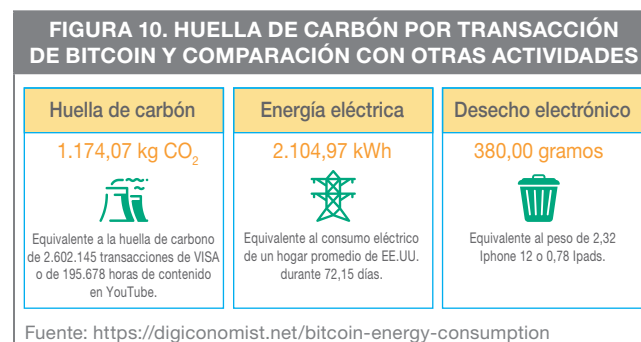 FIGURA 10. HUELLA DE CARBÓN POR TRANSACCIÓN
DE BITCOIN Y COMPARACIÓN CON OTRAS ACTIVIDADES
Huella de carbón
1.174,07 kg CO₂
Equivalente a la huella de carbono
de 2.602.145 transacciones de VISA
o de 195.678 horas de contenido
en YouTube.
Energía eléctrica
2.104,97 kWh
Equivalente al consumo eléctrico
de un hogar promedio de EE.UU.
durante 72,15 días.
Desecho electrónico
380,00 gramos
Equivalente al peso de 2,32
Iphone 12 o 0,78 Ipads.
Fuente: https://digiconomist.net/bitcoin-energy-consumption